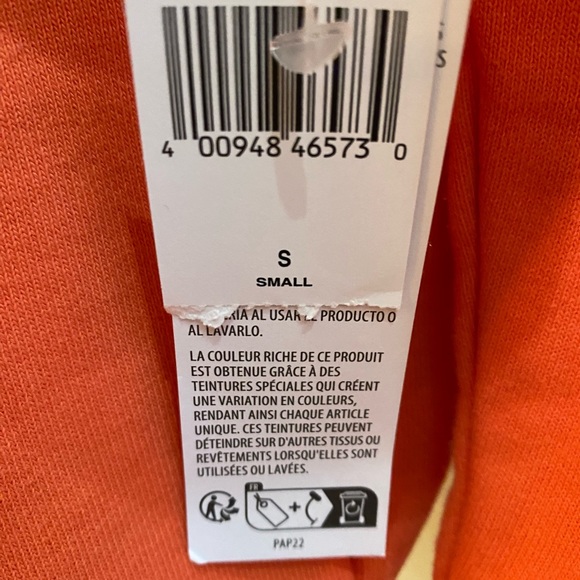 S
4 00948 46573 0
S
SMALL
AL USAR EL PRODUCTO O
AL LAVARLO.
LA COULEUR RICHE DE CE PRODUIT
EST OBTENUE GRÂCE À DES
TEINTURES SPÉCIALES QUI CRÉENT
UNE VARIATION EN COULEURS,
RENDANT AINSI CHAQUE ARTICLE
UNIQUE. CES TEINTURES PEUVENT
DÉTEINDRE SUR D'AUTRES TISSUS OU
REVÊTEMENTS LORSQU'ELLES SONT
UTILISÉES OU LAVÉES.
FR
+
PAP22